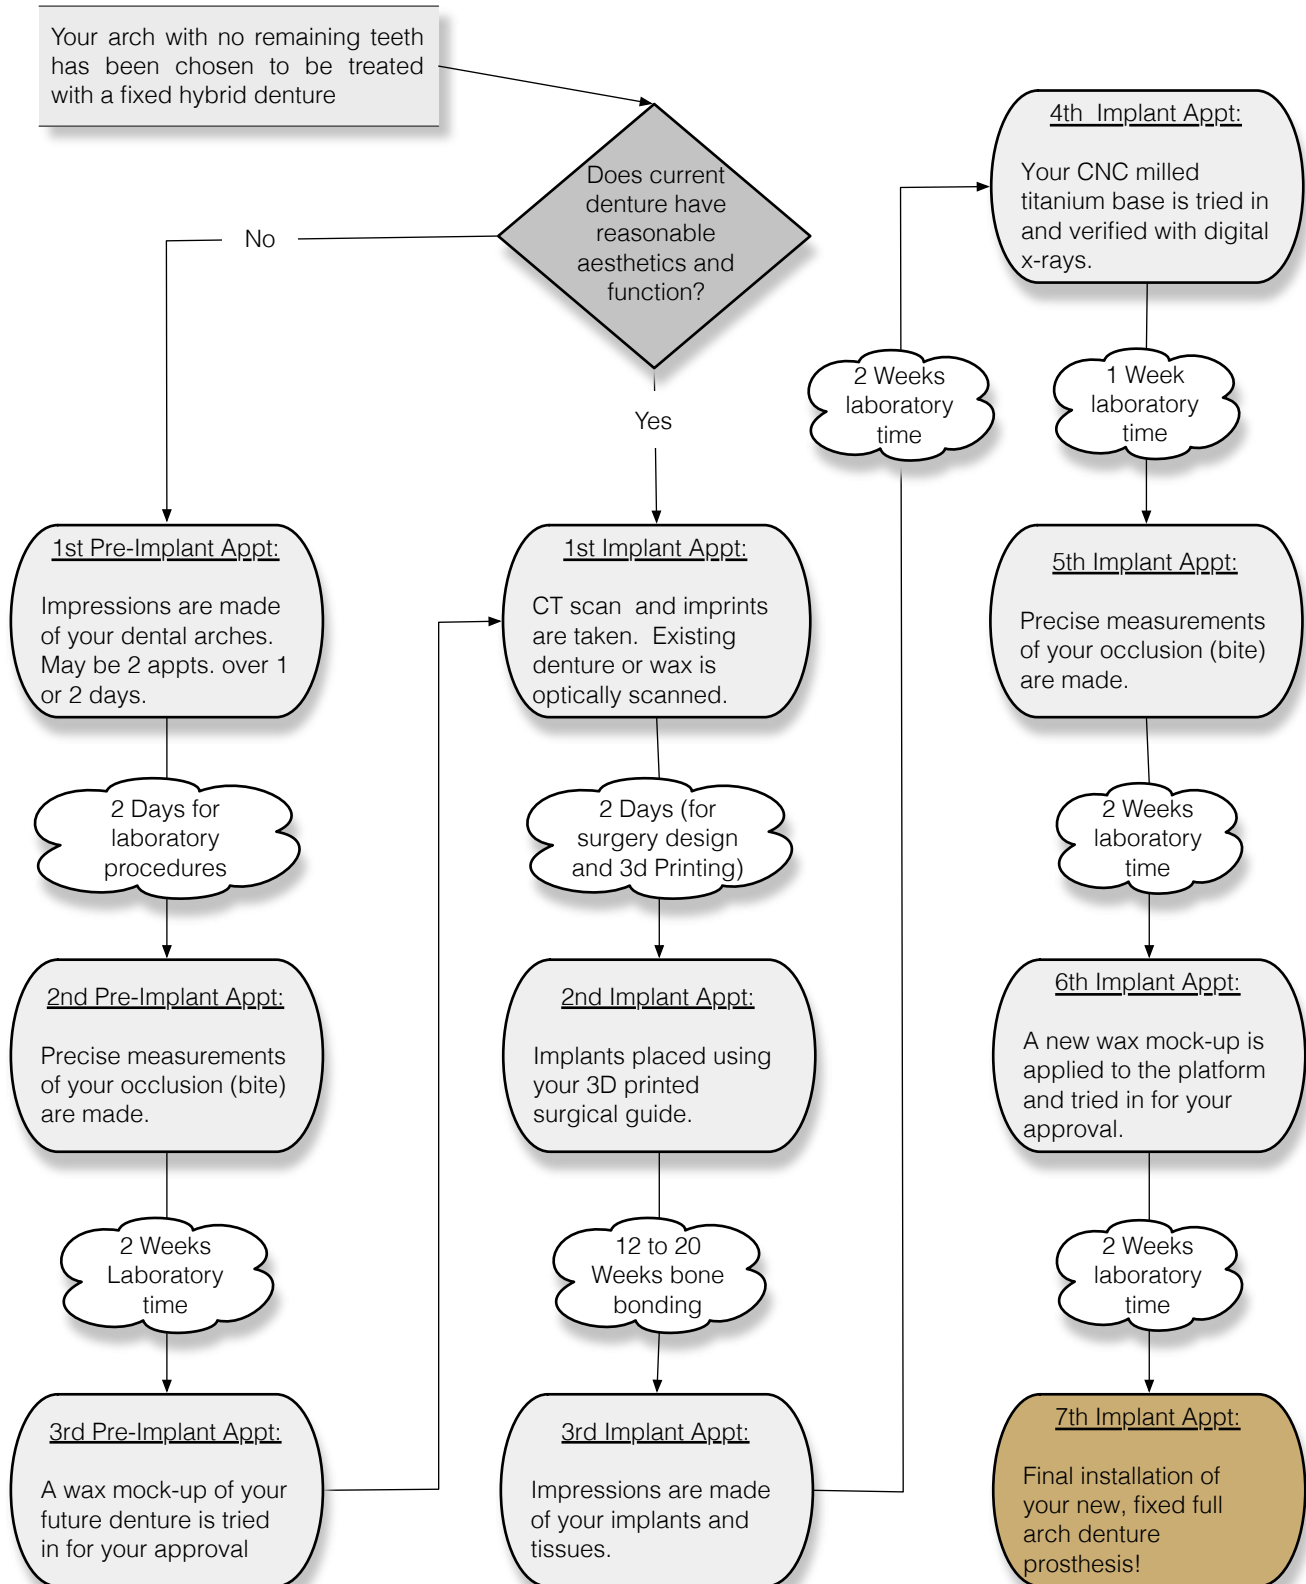 Your arch with no remaining teeth
has been chosen to be treated
with a fixed hybrid denture
Does current
denture have
reasonable
aesthetics and
function?
No
Yes
1st Pre-Implant Appt:
Impressions are made
of your dental arches.
May be 2 appts. over 1
or 2 days.
2 Days for
laboratory
procedures
2nd Pre-Implant Appt:
Precise measurements
of your occlusion (bite)
are made.
2 Weeks
Laboratory
time
3rd Pre-Implant Appt:
A wax mock-up of your
future denture is tried
in for your approval
1st Implant Appt:
CT scan  and imprints
are taken.  Existing
denture or wax is
optically scanned.
2 Days (for
surgery design
and 3d Printing)
2nd Implant Appt:
Implants placed using
your 3D printed
surgical guide.
12 to 20
Weeks bone
bonding
3rd Implant Appt:
Impressions are made
of your implants and
tissues.
2 Weeks
laboratory
time
4th  Implant Appt:
Your CNC milled
titanium base is tried in
and verified with digital
x-rays.
1 Week
laboratory
time
5th Implant Appt:
Precise measurements
of your occlusion (bite)
are made.
2 Weeks
laboratory
time
6th Implant Appt:
A new wax mock-up is
applied to the platform
and tried in for your
approval.
2 Weeks
laboratory
time
7th Implant Appt:
Final installation of
your new, fixed full
arch denture
prosthesis!